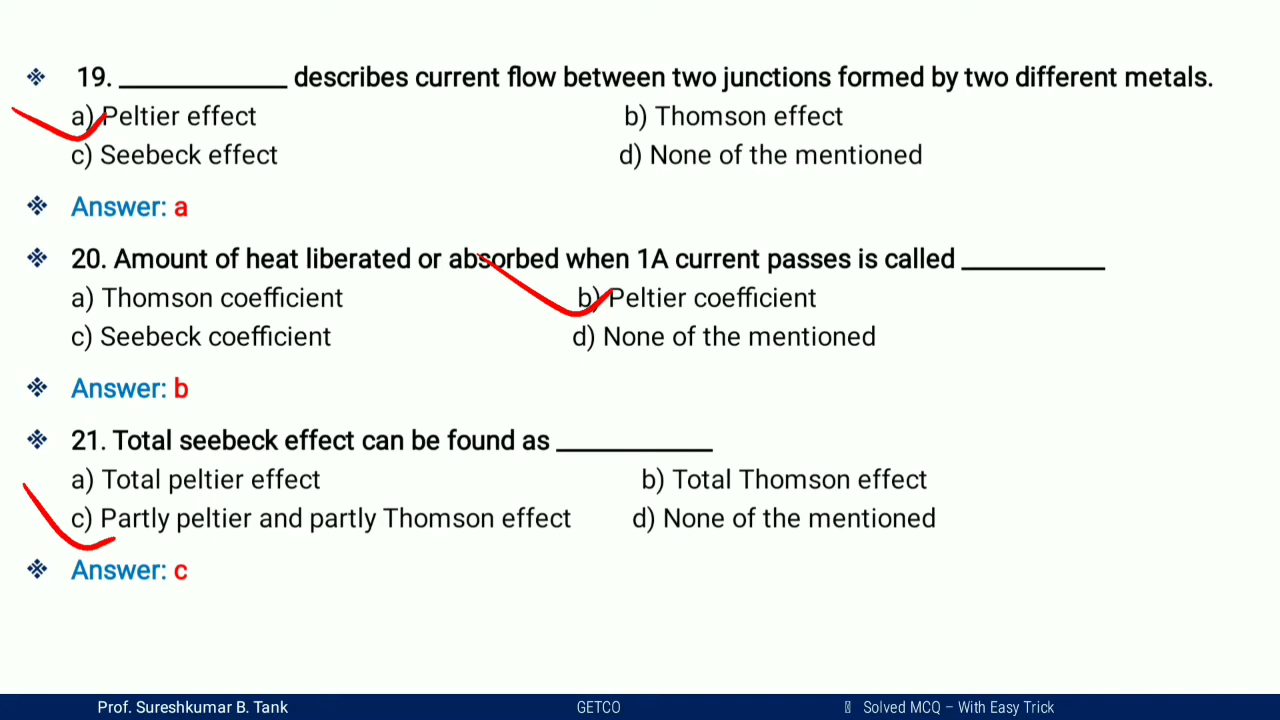 19. ____________ describes current flow between two junctions formed by two different metals.
a) Peltier effect b) Thomson effect
c) Seebeck effect d) None of the mentioned
Answer: a
20. Amount of heat liberated or absorbed when 1A current passes is called __________
a) Thomson coefficient b) Peltier coefficient
c) Seebeck coefficient d) None of the mentioned
Answer: b
21. Total seebeck effect can be found as ___________
a) Total peltier effect b) Total Thomson effect
c) Partly peltier and partly Thomson effect d) None of the mentioned
Answer: c
Prof. Sureshkumar B. Tank GETCO Solved MCQ – With Easy Trick